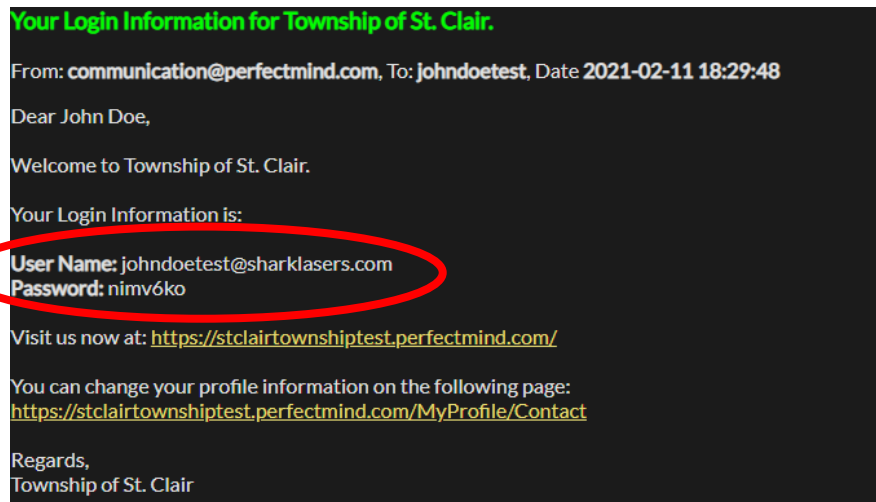 Your Login Information for Township of St. Clair.
From: communication@perfectmind.com, To: johndoetest, Date 2021-02-11 18:29:48
Dear John Doe,
Welcome to Township of St. Clair.
Your Login Information is:
User Name: johndoetest@sharklasers.com
Password: nimv6ko
Visit us now at: https://stclairtownshiptest.perfectmind.com/
You can change your profile information on the following page:
https://stclairtownshiptest.perfectmind.com/MyProfile/Contact
Regards,
Township of St. Clair